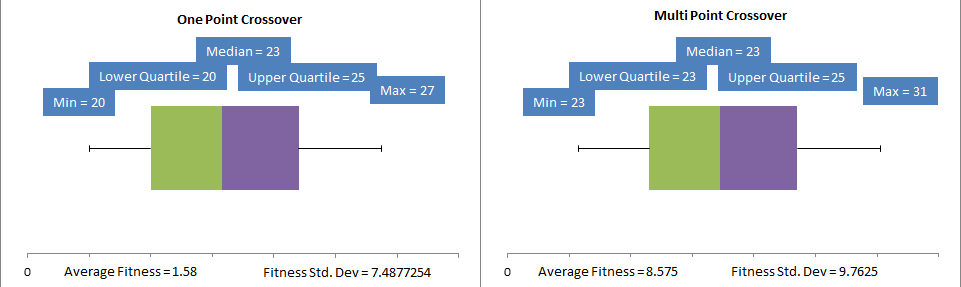 One Point Crossover
Median = 23
Lower Quartile = 20
Upper Quartile = 25
Min = 20
Max = 27
0
Average Fitness = 1.58
Fitness Std. Dev = 7.4877254
Multi Point Crossover
Median = 23
Lower Quartile = 23
Upper Quartile = 25
Min = 23
Max = 31
0
Average Fitness = 8.575
Fitness Std. Dev = 9.7625